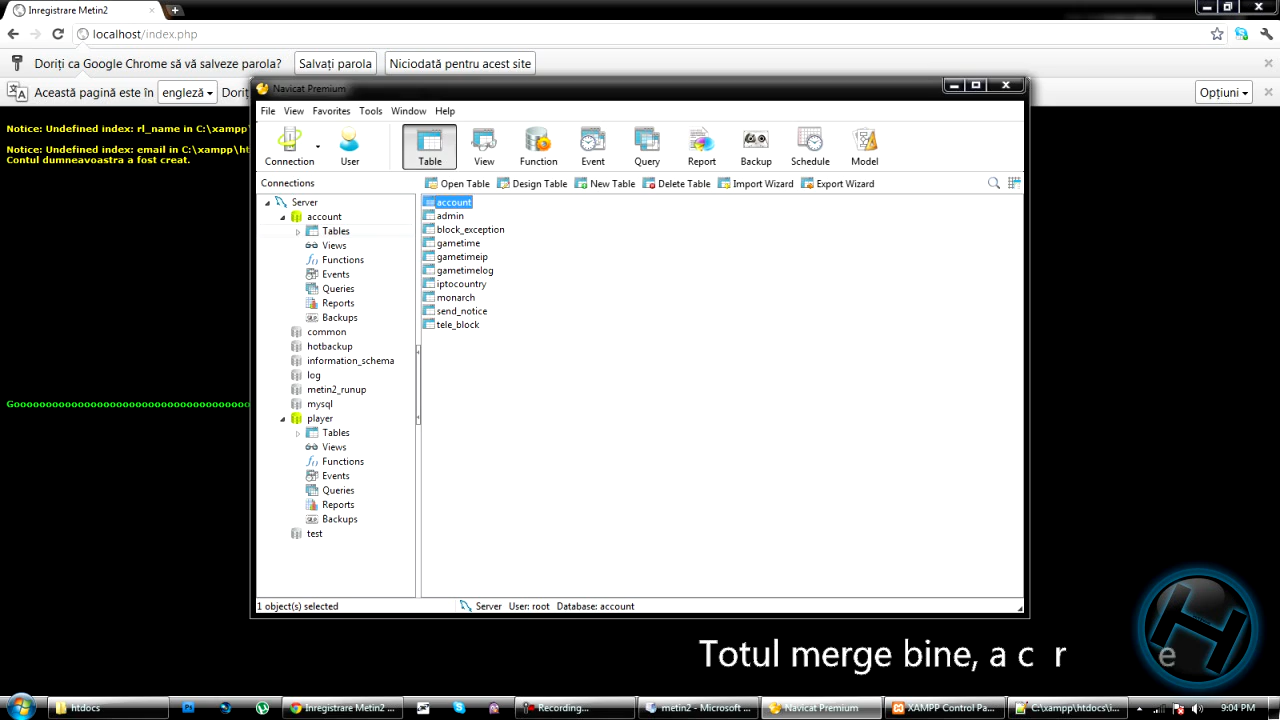 Inregistrare Metin2
localhost/index.php
Doriți ca Google Chrome să vă salveze parola? Salvați parola Niciodată pentru acest site
Această pagină este în engleză Opțiuni
Notice: Undefined index: rl_name in C:\xampp\
Notice: Undefined index: email in C:\xampp\ht
Contul dumneavoastra a fost creat.
Navicat Premium
File View Favorites Tools Window Help
Connection User Table View Function Event Query Report Backup Schedule Model
Connections
Open Table Design Table New Table Delete Table Import Wizard Export Wizard
Server
account
Tables
Views
Functions
Events
Queries
Reports
Backups
common
hotbackup
information_schema
log
metin2_runup
mysql
player
Tables
Views
Functions
Events
Queries
Reports
Backups
test
account
admin
block_exception
gametime
gametimeip
gametimelog
iptocountry
monarch
send_notice
tele_block
1 object(s) selected Server User: root Database: account
Totul merge bine, a c r e
htdocs Inregistrare Metin2 ... Recording... metin2 - Microsoft ... Navicat Premium XAMPP Control Pa... C:\xampp\htdocs\i... 9:04 PM